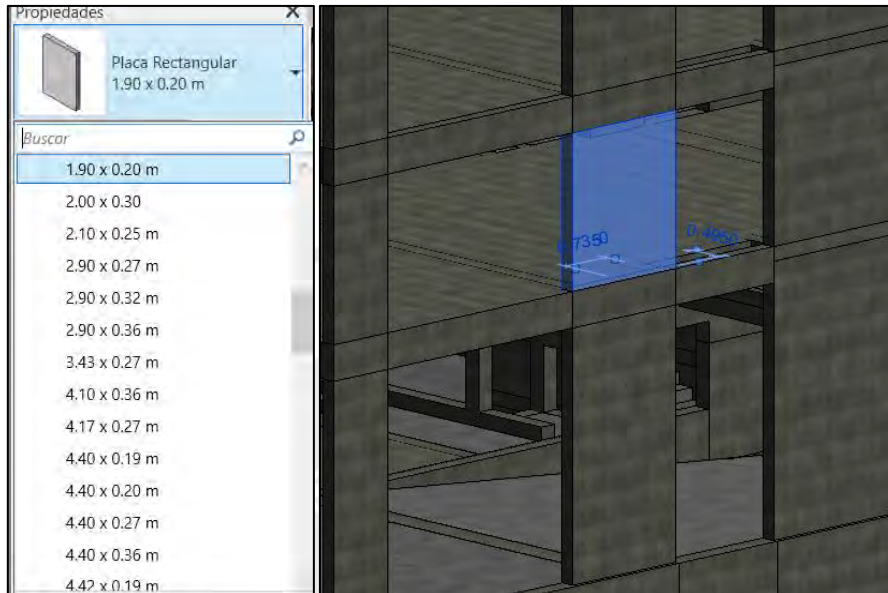 Propiedades
Placa Rectangular
1.90 x 0.20 m
Buscar
1.90 x 0.20 m
2.00 x 0.30
2.10 x 0.25 m
2.90 x 0.27 m
2.90 x 0.32 m
2.90 x 0.36 m
3.43 x 0.27 m
4.10 x 0.36 m
4.17 x 0.27 m
4.40 x 0.19 m
4.40 x 0.20 m
4.40 x 0.27 m
4.40 x 0.36 m
4.42 x 0.19 m
0.7350
0.4950